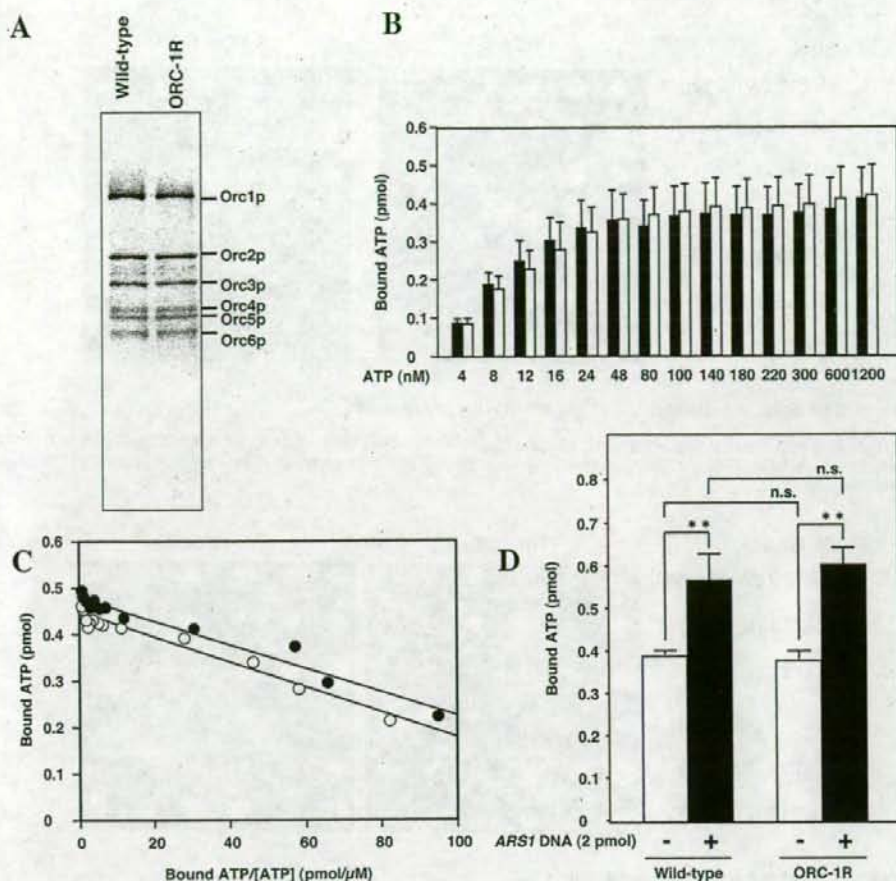 A
Wild-type
ORC-1R
Orc1p
Orc2p
Orc3p
Orc4p
Orc5p
Orc6p
B
Bound ATP (pmol)
0.6
0.5
0.4
0.3
0.2
0.1
0
ATP (nM) 4 8 12 16 24 48 80 100 140 180 220 300 600 1200
C
Bound ATP (pmol)
0.6
0.5
0.4
0.3
0.2
0.1
0.0
0 20 40 60 80 100
Bound ATP/[ATP] (pmol/µM)
D
Bound ATP (pmol)
0.8
0.7
0.6
0.5
0.4
0.3
0.2
0.1
0
n.s.
n.s.
**
**
ARS1 DNA (2 pmol) - + - +
Wild-type ORC-1R